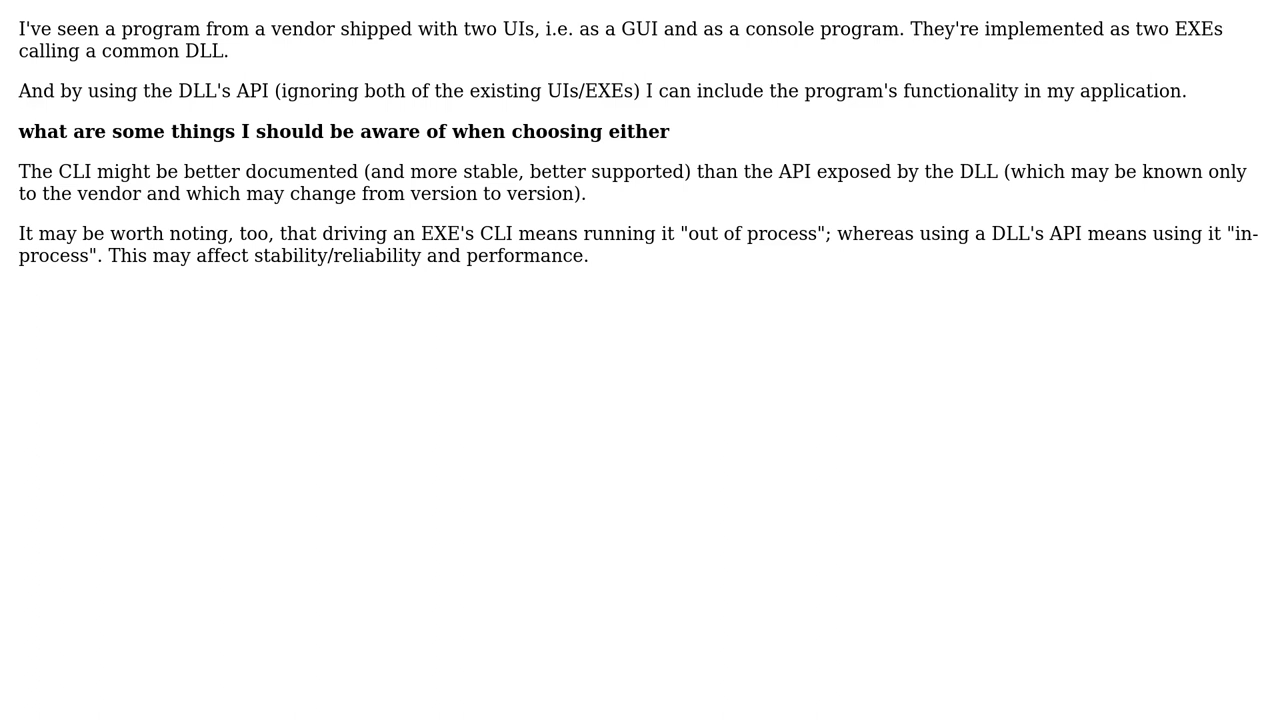 I've seen a program from a vendor shipped with two UIs, i.e. as a GUI and as a console program. They're implemented as two EXEs
calling a common DLL.
And by using the DLL's API (ignoring both of the existing UIs/EXEs) I can include the program's functionality in my application.
what are some things I should be aware of when choosing either
The CLI might be better documented (and more stable, better supported) than the API exposed by the DLL (which may be known only
to the vendor and which may change from version to version).
It may be worth noting, too, that driving an EXE's CLI means running it "out of process"; whereas using a DLL's API means using it "in-
process". This may affect stability/reliability and performance.